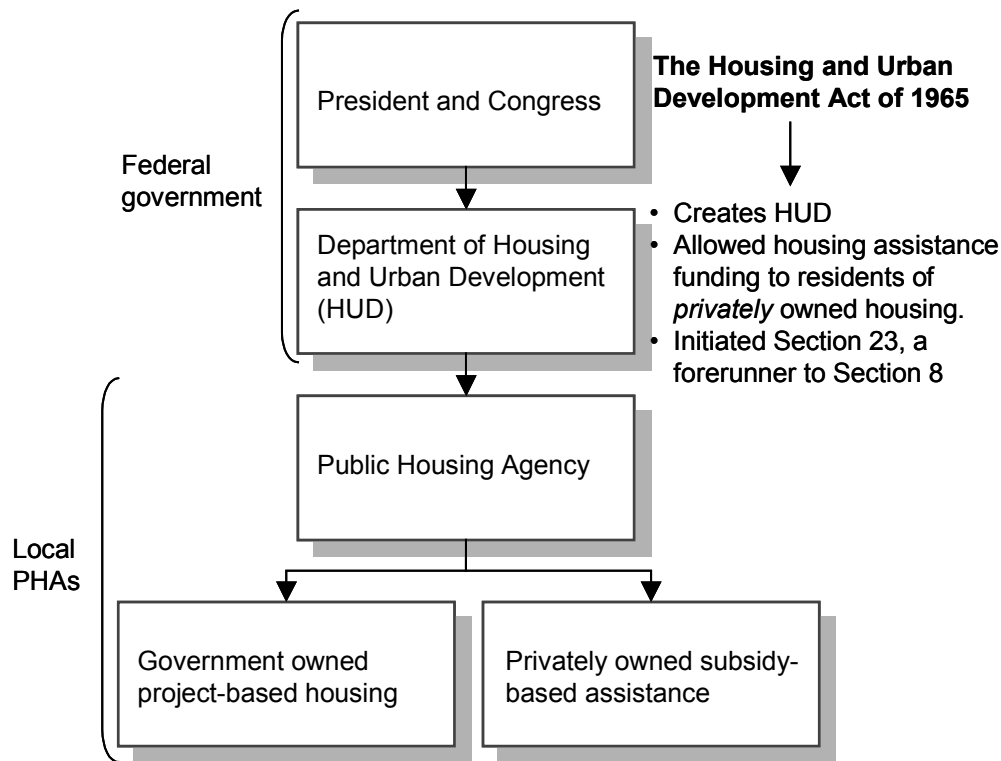 President and Congress
The Housing and Urban
Development Act of 1965
Federal
government
Department of Housing
and Urban Development
(HUD)
• Creates HUD
• Allowed housing assistance
funding to residents of
privately owned housing.
• Initiated Section 23, a
forerunner to Section 8
Public Housing Agency
Local
PHAs
Government owned
project-based housing
Privately owned subsidy-
based assistance